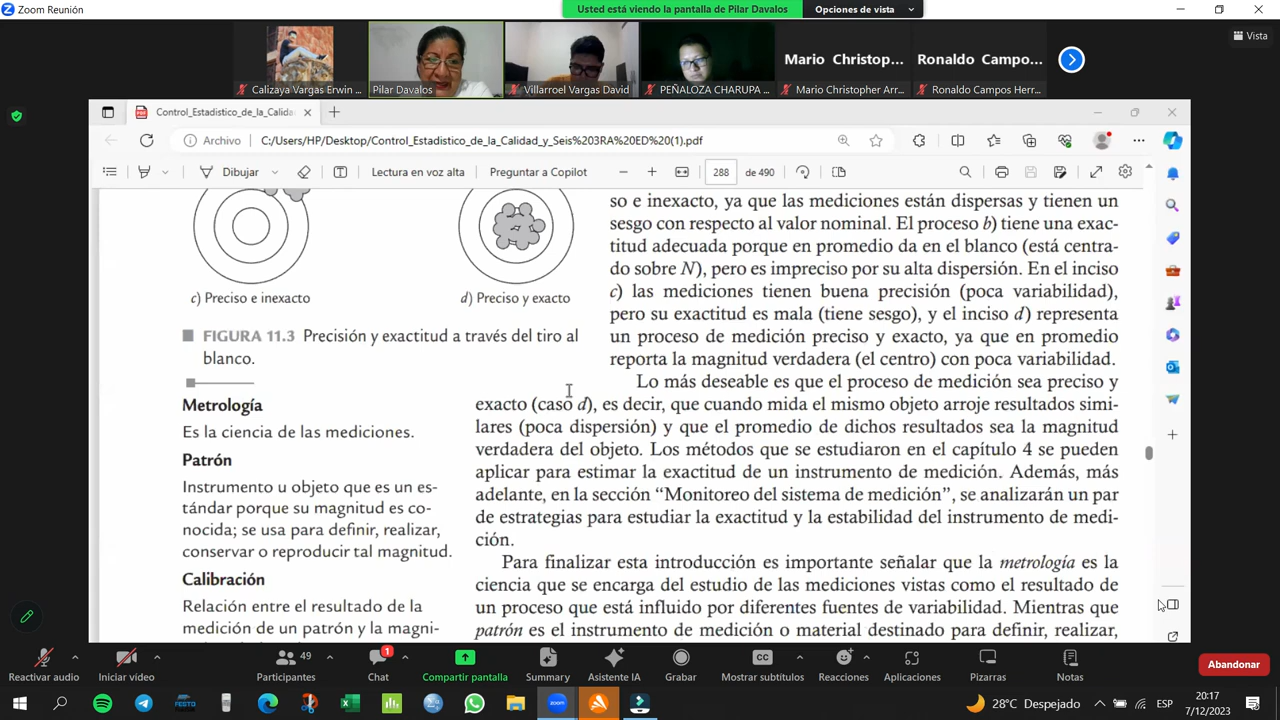 Zoom Reunión
Usted está viendo la pantalla de Pilar Davalos
Opciones de vista
Vista
Mario Christop...
Ronaldo Campo...
Calizaya Vargas Erwin ...
Pilar Davalos
Villarroel Vargas David
PEÑALOZA CHARUPA ...
Mario Christopher Arr...
Ronaldo Campos Herr...
Control_Estadistico_de_la_Calida
Archivo
C:/Users/HP/Desktop/Control_Estadistico_de_la_Calidad_y_Seis%203RA%20ED%20(1).pdf
Dibujar
Lectura en voz alta
Preguntar a Copilot
288
de 490
c) Preciso e inexacto
d) Preciso y exacto
FIGURA 11.3 Precisión y exactitud a través del tiro al
blanco.
Metrología
Es la ciencia de las mediciones.
Patrón
Instrumento u objeto que es un es-
tándar porque su magnitud es co-
nocida; se usa para definir, realizar,
conservar o reproducir tal magnitud.
Calibración
Relación entre el resultado de la
medición de un patrón y la magni-
so e inexacto, ya que las mediciones están dispersas y tienen un
sesgo con respecto al valor nominal. El proceso b) tiene una exac-
titud adecuada porque en promedio da en el blanco (está centra-
do sobre N), pero es impreciso por su alta dispersión. En el inciso
c) las mediciones tienen buena precisión (poca variabilidad),
pero su exactitud es mala (tiene sesgo), y el inciso d) representa
un proceso de medición preciso y exacto, ya que en promedio
reporta la magnitud verdadera (el centro) con poca variabilidad.
Lo más deseable es que el proceso de medición sea preciso y
exacto (caso d), es decir, que cuando mida el mismo objeto arroje resultados simi-
lares (poca dispersión) y que el promedio de dichos resultados sea la magnitud
verdadera del objeto. Los métodos que se estudiaron en el capítulo 4 se pueden
aplicar para estimar la exactitud de un instrumento de medición. Además, más
adelante, en la sección “Monitoreo del sistema de medición”, se analizarán un par
de estrategias para estudiar la exactitud y la estabilidad del instrumento de medi-
ción.
Para finalizar esta introducción es importante señalar que la metrología es la
ciencia que se encarga del estudio de las mediciones vistas como el resultado de
un proceso que está influido por diferentes fuentes de variabilidad. Mientras que
patrón es el instrumento de medición o material destinado para definir, realizar,
Reactivar audio
Iniciar video
49
Participantes
1
Chat
Compartir pantalla
Summary
Asistente IA
Grabar
CC
Mostrar subtítulos
Reacciones
Aplicaciones
Pizarras
Notas
Abandonar
FESTO
zoom
28°C Despejado
ESP
20:17
7/12/2023